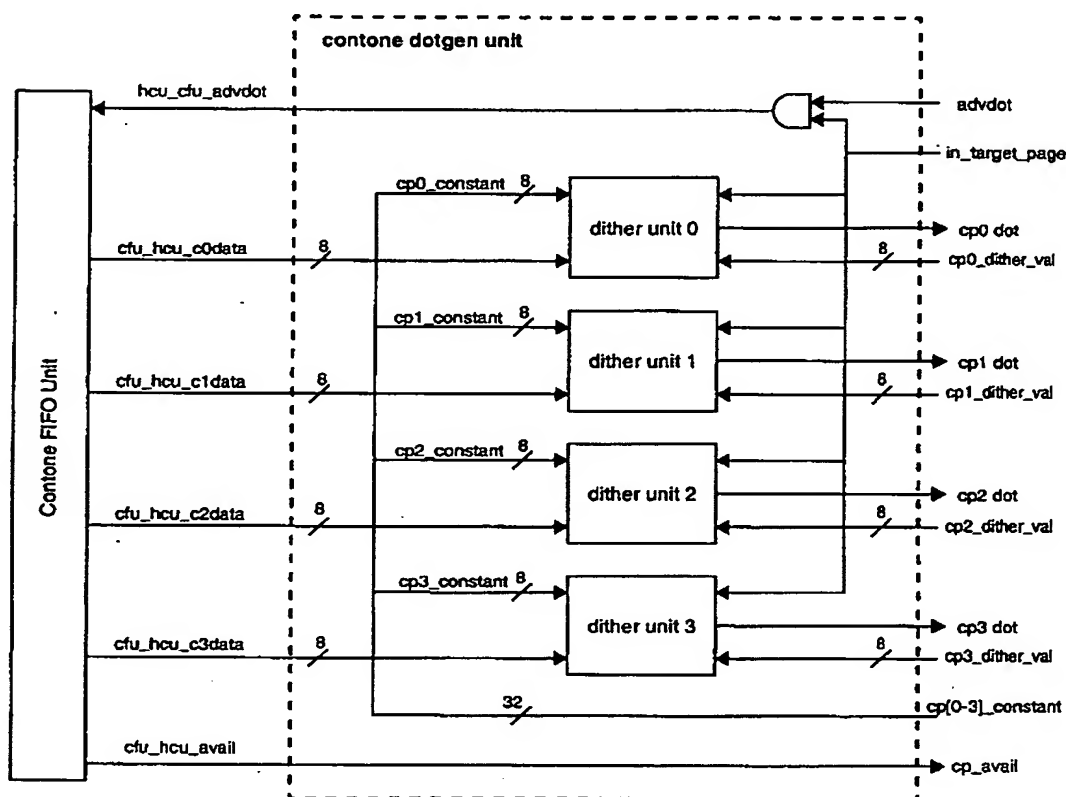 contone dotgen unit
hcu_cfu_advdot
advdot
in_target_page
cp0_constant
8
dither unit 0
cp0 dot
cfu_hcu_c0data
8
8
cp0_dither_val
cp1_constant
8
dither unit 1
cp1 dot
cfu_hcu_c1data
8
8
cp1_dither_val
Contone FIFO Unit
cp2_constant
8
dither unit 2
cp2 dot
cfu_hcu_c2data
8
8
cp2_dither_val
cp3_constant
8
dither unit 3
cp3 dot
cfu_hcu_c3data
8
8
cp3_dither_val
32
cp[0-3]_constant
cfu_hcu_avail
cp_avail